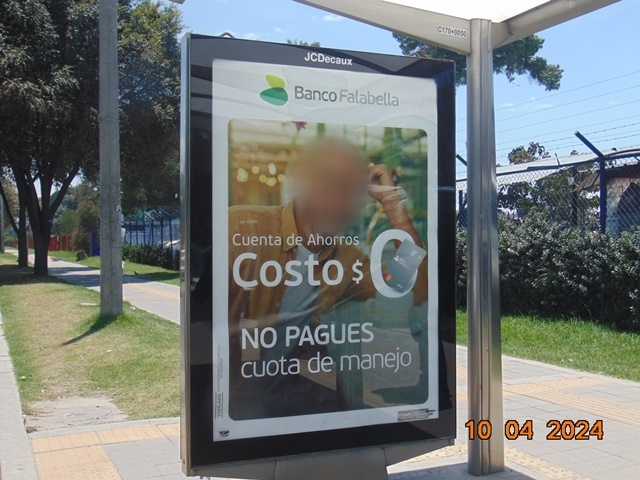 C170+0050
JCDecaux
Banco Falabella
Cuenta de Ahorros
Costo $0
NO PAGUES
cuota de manejo
10 04 2024